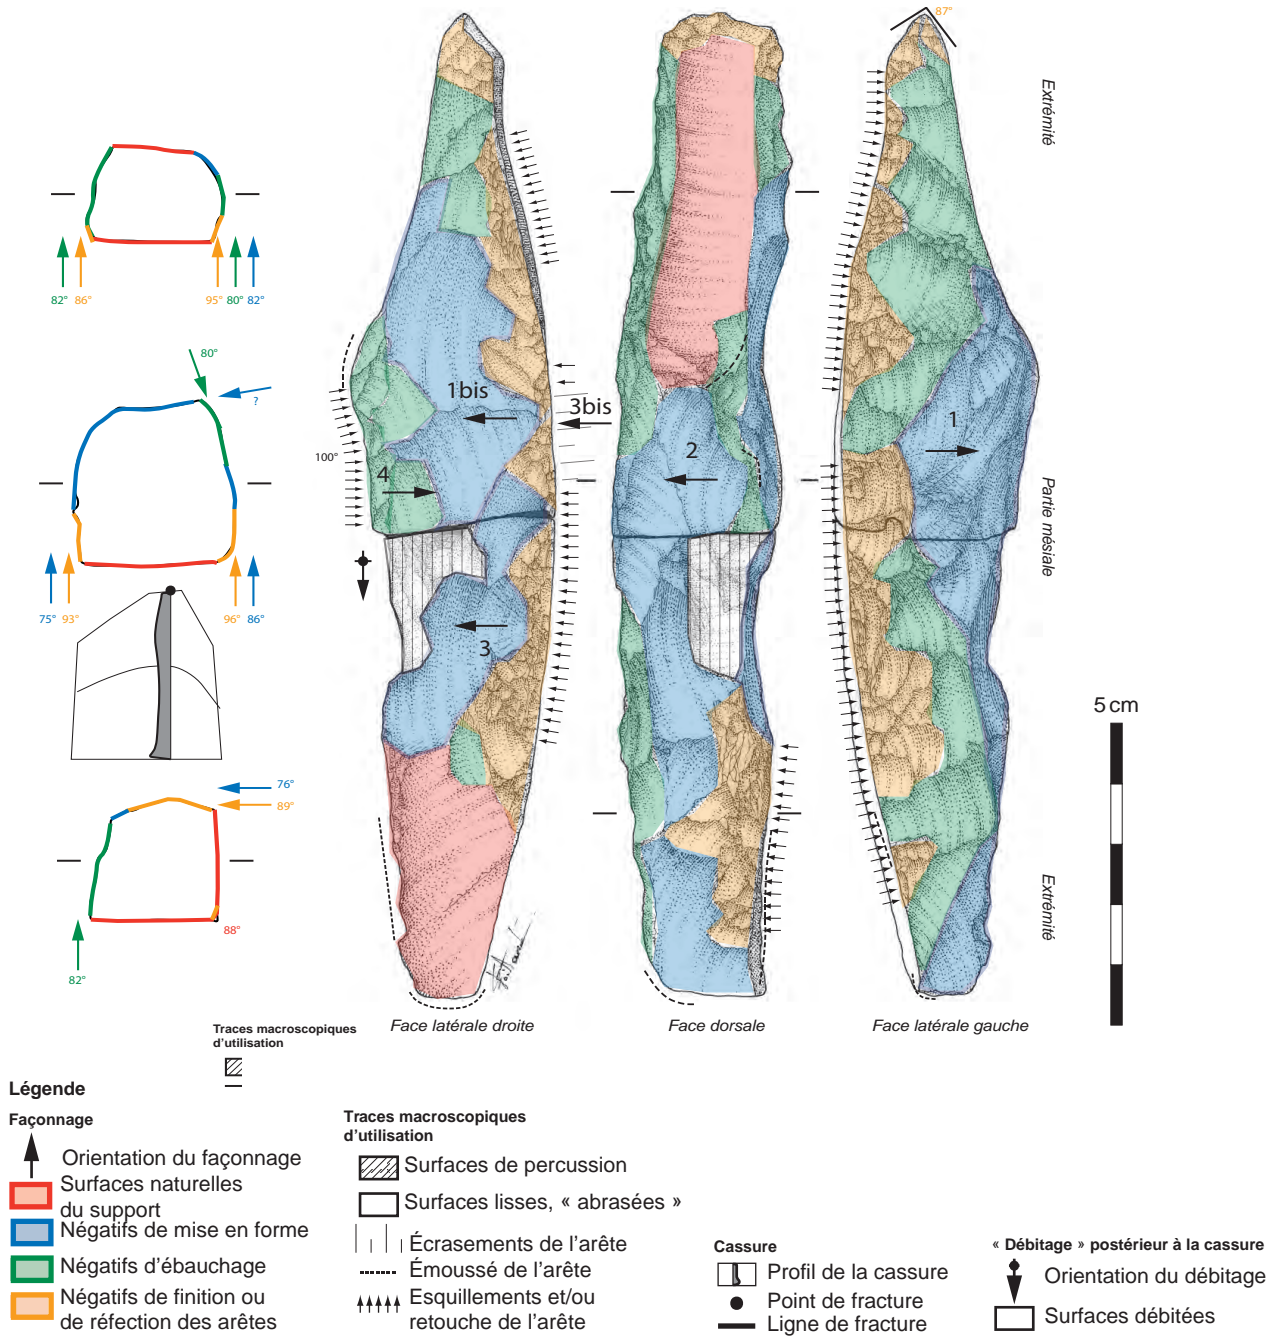 87°
Extrémité
82°
86°
95°
80°
82°
80°
?
1bis
3bis
1
2
100°
4
Partie mésiale
75°
93°
96°
86°
3
5 cm
76°
89°
88°
82°
Extrémité
Face latérale droite
Face dorsale
Face latérale gauche
Traces macroscopiques
d'utilisation
Légende
Façonnage
Orientation du façonnage
Surfaces naturelles
du support
Négatifs de mise en forme
Négatifs d'ébauchage
Négatifs de finition ou
de réfection des arêtes
Traces macroscopiques
d'utilisation
Surfaces de percussion
Surfaces lisses, « abrasées »
Écrasements de l'arête
Émoussé de l'arête
Esquillements et/ou
retouche de l'arête
Cassure
Profil de la cassure
Point de fracture
Ligne de fracture
« Débitage » postérieur à la cassure
Orientation du débitage
Surfaces débitées